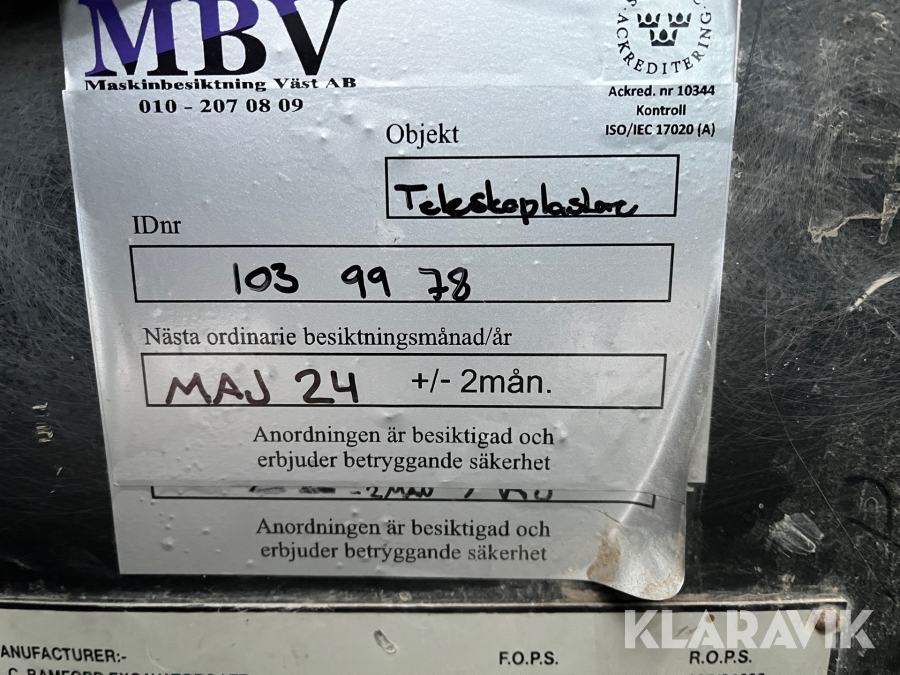 MBV
Maskinbesiktning Väst AB
010 - 207 08 09
ACKREDITERING
Ackred. nr 10344
Kontroll
ISO/IEC 17020 (A)
Objekt
Teleskoplastare
IDnr
103 99 78
Nästa ordinarie besiktningsmånad/år
MAJ 24 +/- 2mån.
Anordningen är besiktigad och
erbjuder betryggande säkerhet
Anordningen är besiktigad och
erbjuder betryggande säkerhet
KLARAVIK
ANUFACTURER:-
F.O.P.S.
R.O.P.S.